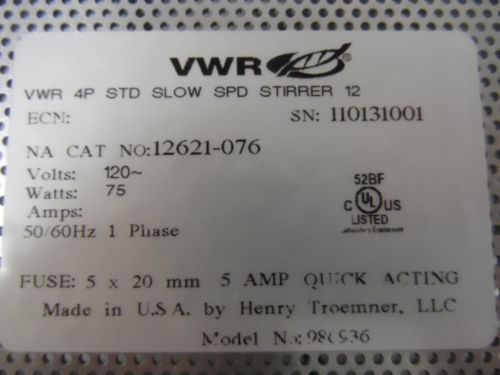 VWR ®
VWR 4P STD SLOW SPD STIRRER 12
ECN: SN: 110131001
NA CAT NO:12621-076
Volts: 120~
Watts: 75
Amps:
50/60Hz 1 Phase
52BF
C UL US
LISTED
FUSE: 5 x 20 mm 5 AMP QUICK ACTING
Made in U.S.A. by Henry Troemner, LLC
Model No: